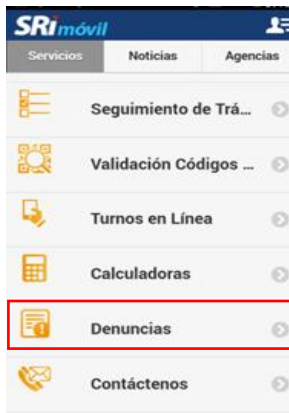 SRi móvil
Servicios
Noticias
Agencias
Seguimiento de Trá...
Validación Códigos ...
Turnos en Línea
Calculadoras
Denuncias
Contáctenos